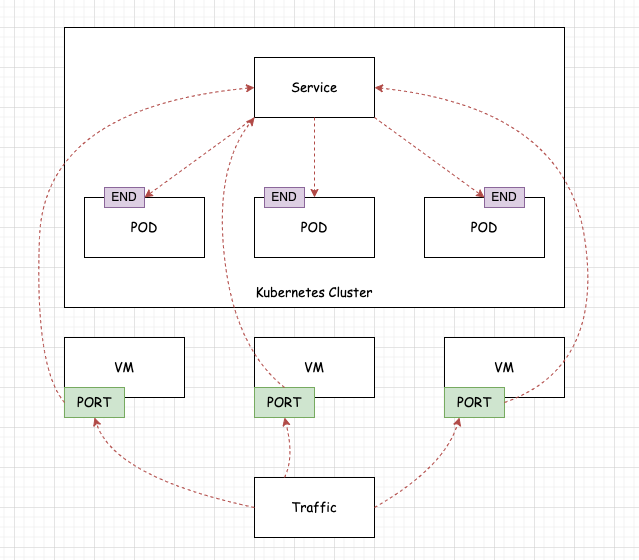 Service
END
END
END
POD
POD
POD
Kubernetes Cluster
VM
VM
VM
PORT
PORT
PORT
Traffic